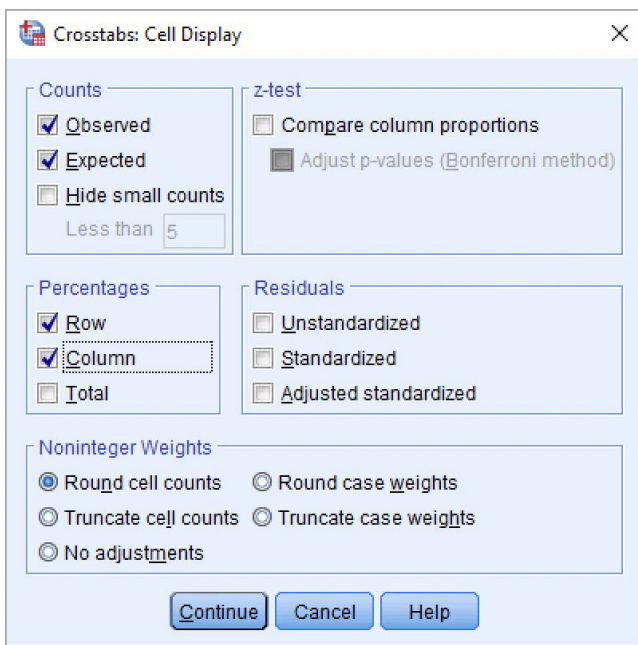 Crosstabs: Cell Display
Counts
Observed
Expected
Hide small counts
Less than 5
z-test
Compare column proportions
Adjust p-values (Bonferroni method)
Percentages
Row
Column
Total
Residuals
Unstandardized
Standardized
Adjusted standardized
Noninteger Weights
Round cell counts Round case weights
Truncate cell counts Truncate case weights
No adjustments
Continue Cancel Help